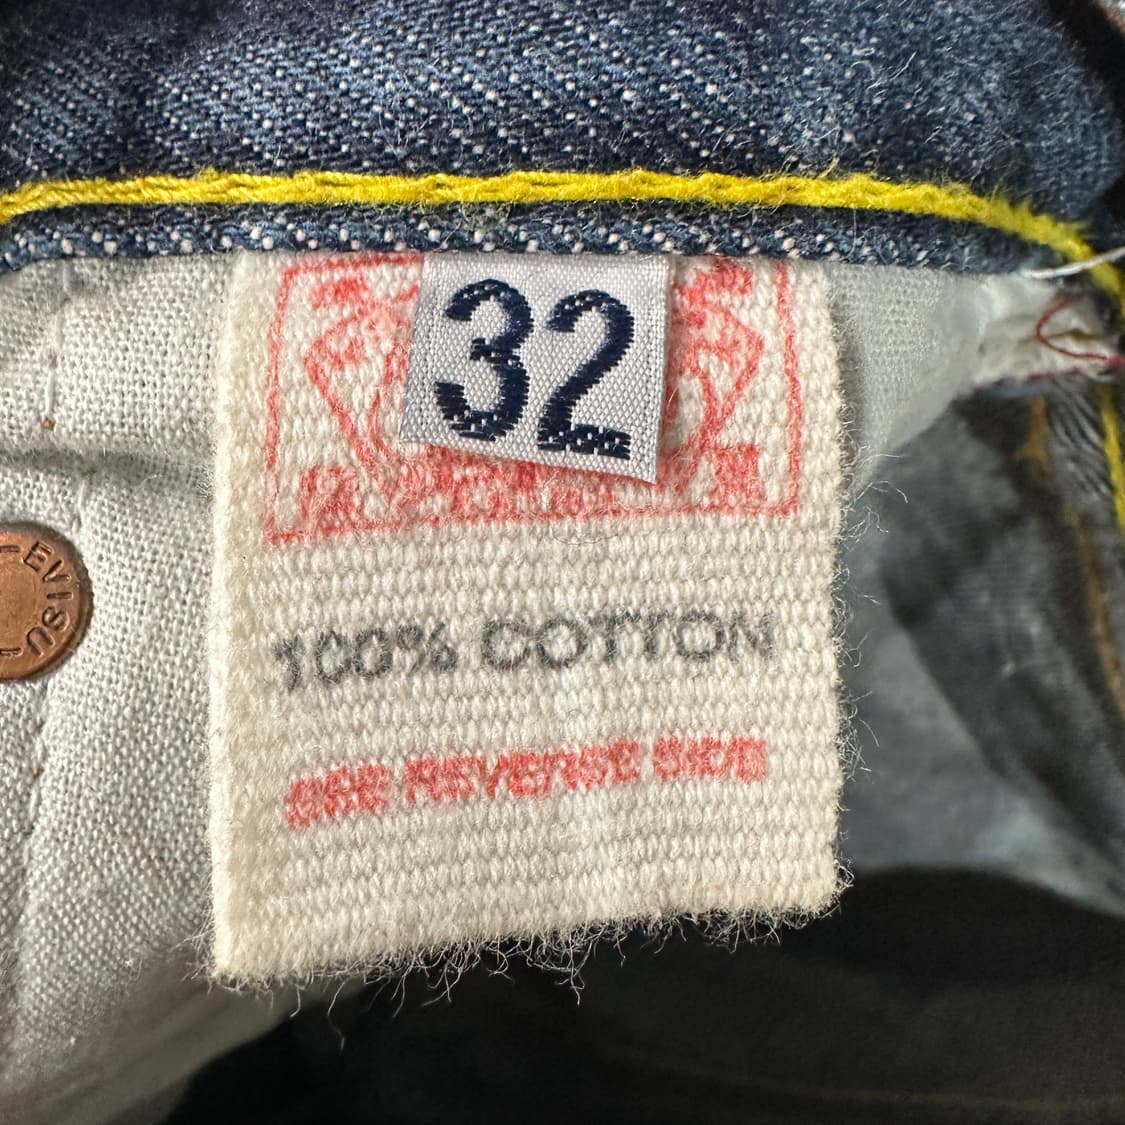 32
100% COTTON
SEE REVERSE SIDE
EVISU